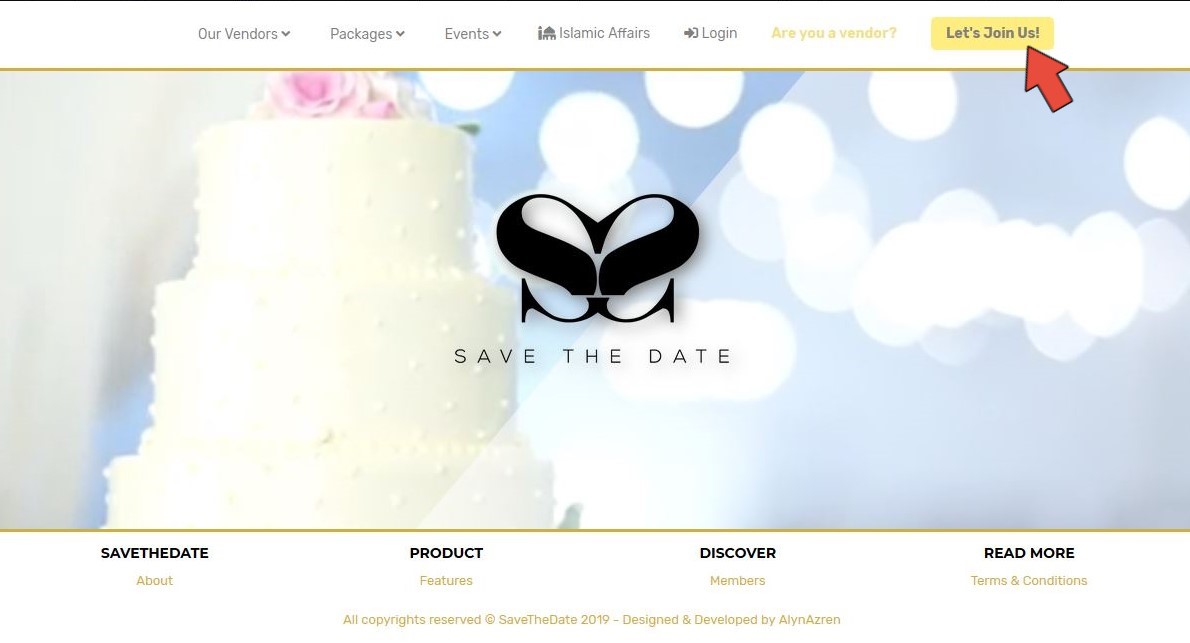 Our Vendors Packages Events Islamic Affairs Login Are you a vendor? Let's Join Us!
SAVE THE DATE
SAVETHEDATE PRODUCT DISCOVER READ MORE
About Features Members Terms & Conditions
All copyrights reserved © SaveTheDate 2019 - Designed & Developed by AlynAzren